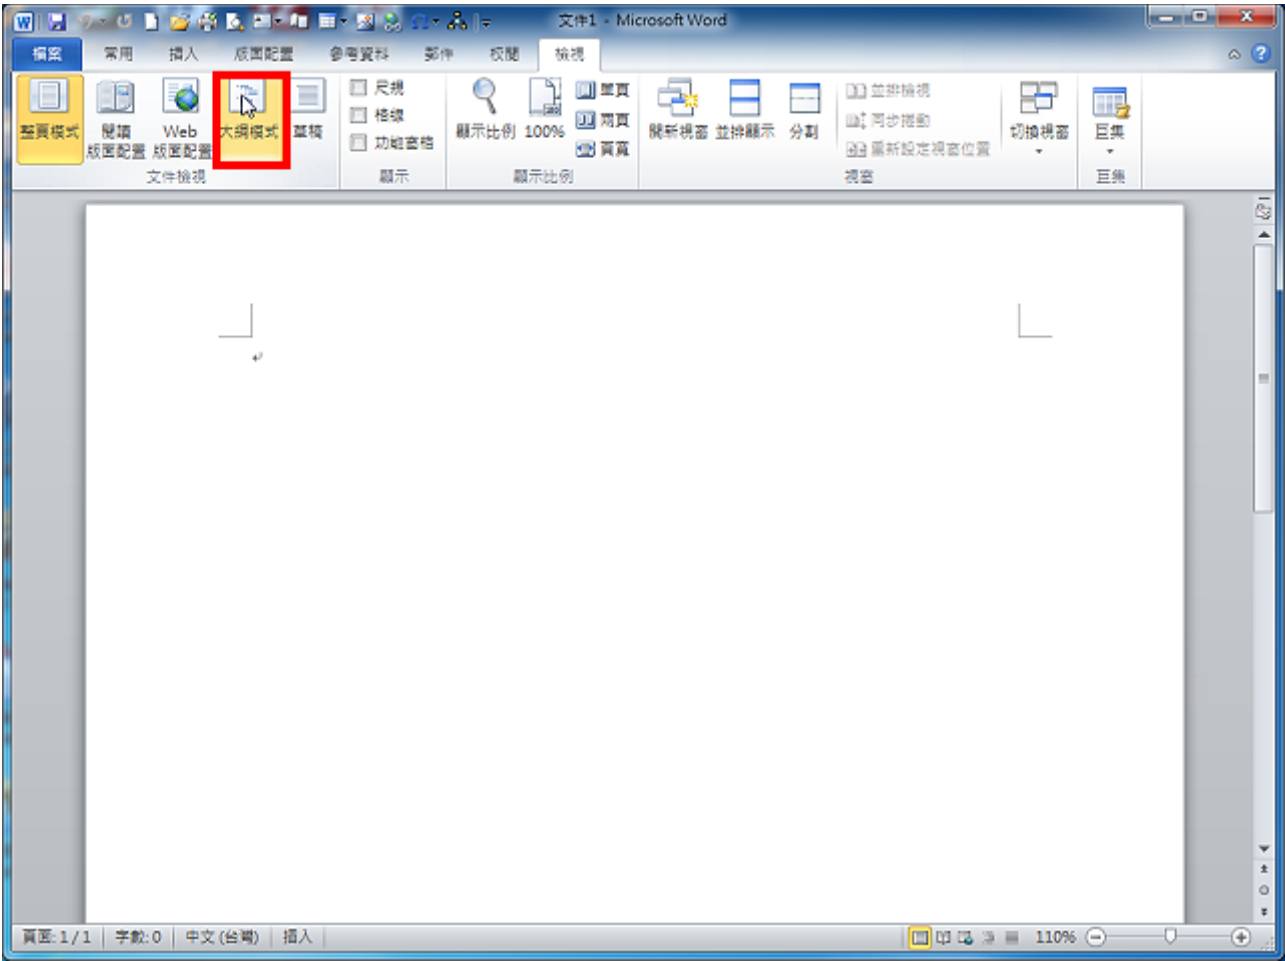 文件1 - Microsoft Word
檔案 常用 插入 版面配置 參考資料 郵件 校閱 檢視
整頁模式 閱讀版面配置 Web版面配置 大綱模式 草稿
文件檢視
尺規
格線
功能窗格
顯示
顯示比例 100%
單頁
兩頁
頁寬
顯示比例
開新視窗 並排顯示 分割
並排檢視
同步捲動
重新設定視窗位置
切換視窗
視窗
巨集
巨集
頁面: 1/1 字數: 0 中文 (台灣) 插入 110%